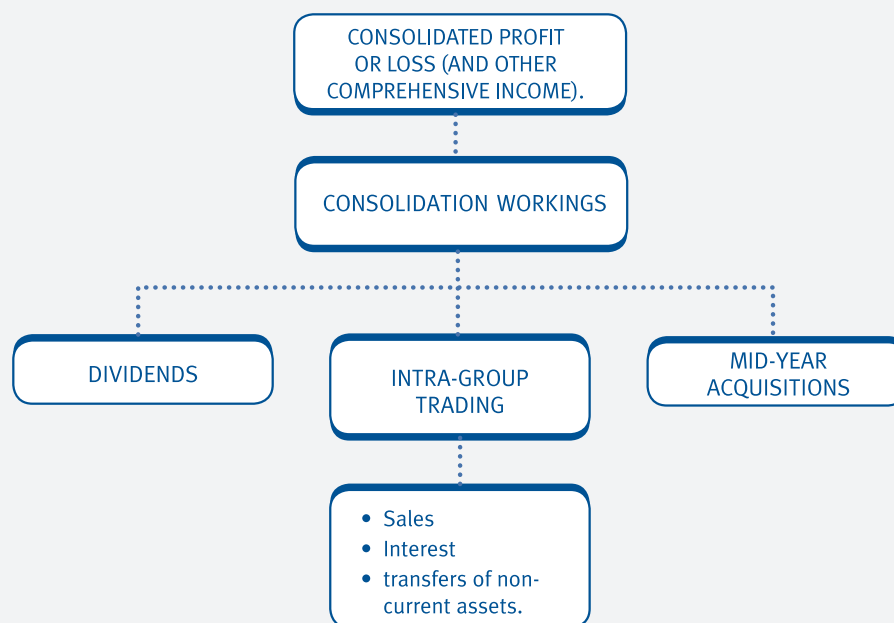 CONSOLIDATED PROFIT
OR LOSS (AND OTHER
COMPREHENSIVE INCOME).
CONSOLIDATION WORKINGS
DIVIDENDS
INTRA-GROUP
TRADING
MID-YEAR
ACQUISITIONS
• Sales
• Interest
• transfers of non-
current assets.